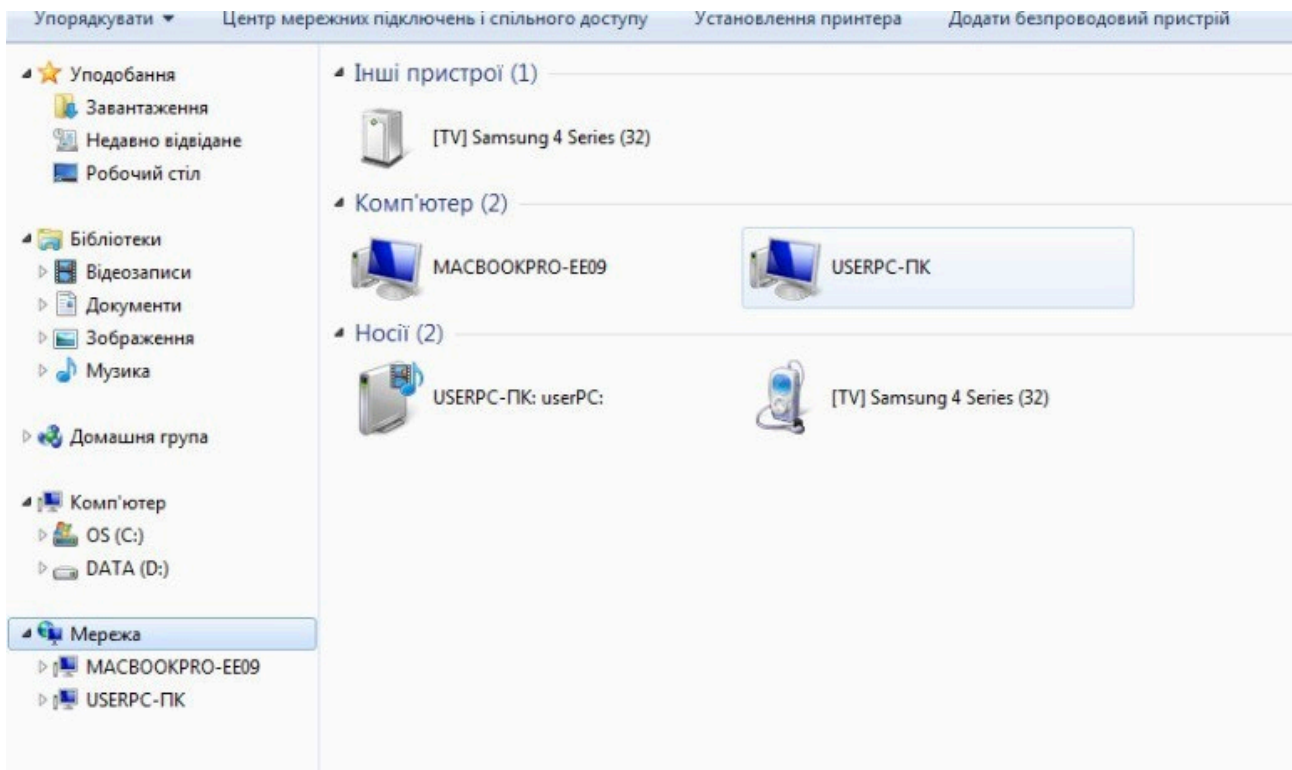 Упорядкувати Центр мережних підключень і спільного доступу Установлення принтера Додати безпроводовий пристрій
Уподобання
Завантаження
Недавно відвідане
Робочий стіл
Бібліотеки
Відеозаписи
Документи
Зображення
Музика
Домашня група
Комп'ютер
OS (C:)
DATA (D:)
Мережа
MACBOOKPRO-EE09
USERPC-ПК
Інші пристрої (1)
[TV] Samsung 4 Series (32)
Комп'ютер (2)
MACBOOKPRO-EE09 USERPC-ПК
Носії (2)
USERPC-ПК: userPC: [TV] Samsung 4 Series (32)